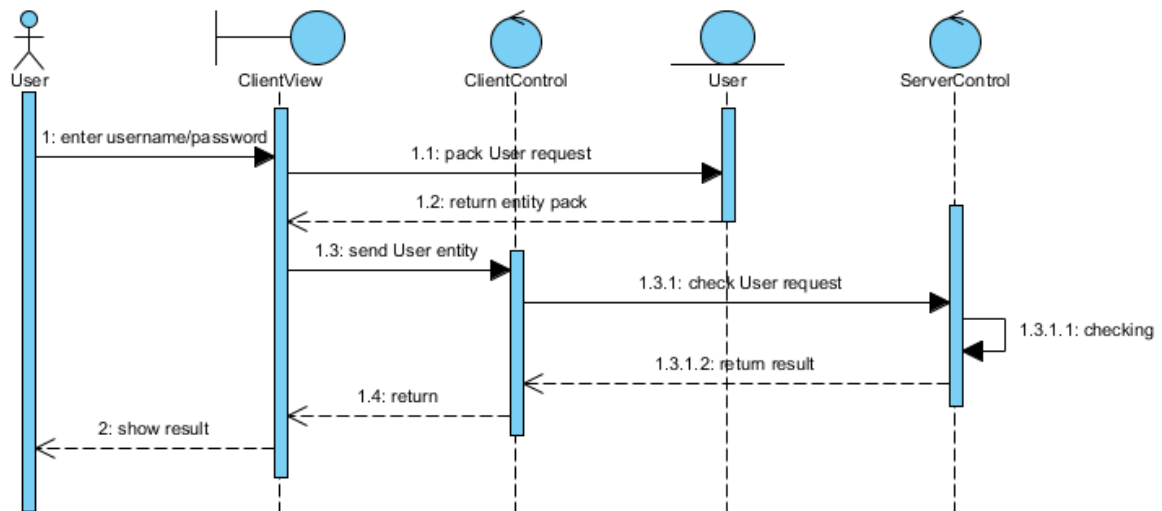 User
ClientView
ClientControl
User
ServerControl
1: enter username/password
1.1: pack User request
1.2: return entity pack
1.3: send User entity
1.3.1: check User request
1.3.1.1: checking
1.3.1.2: return result
1.4: return
2: show result